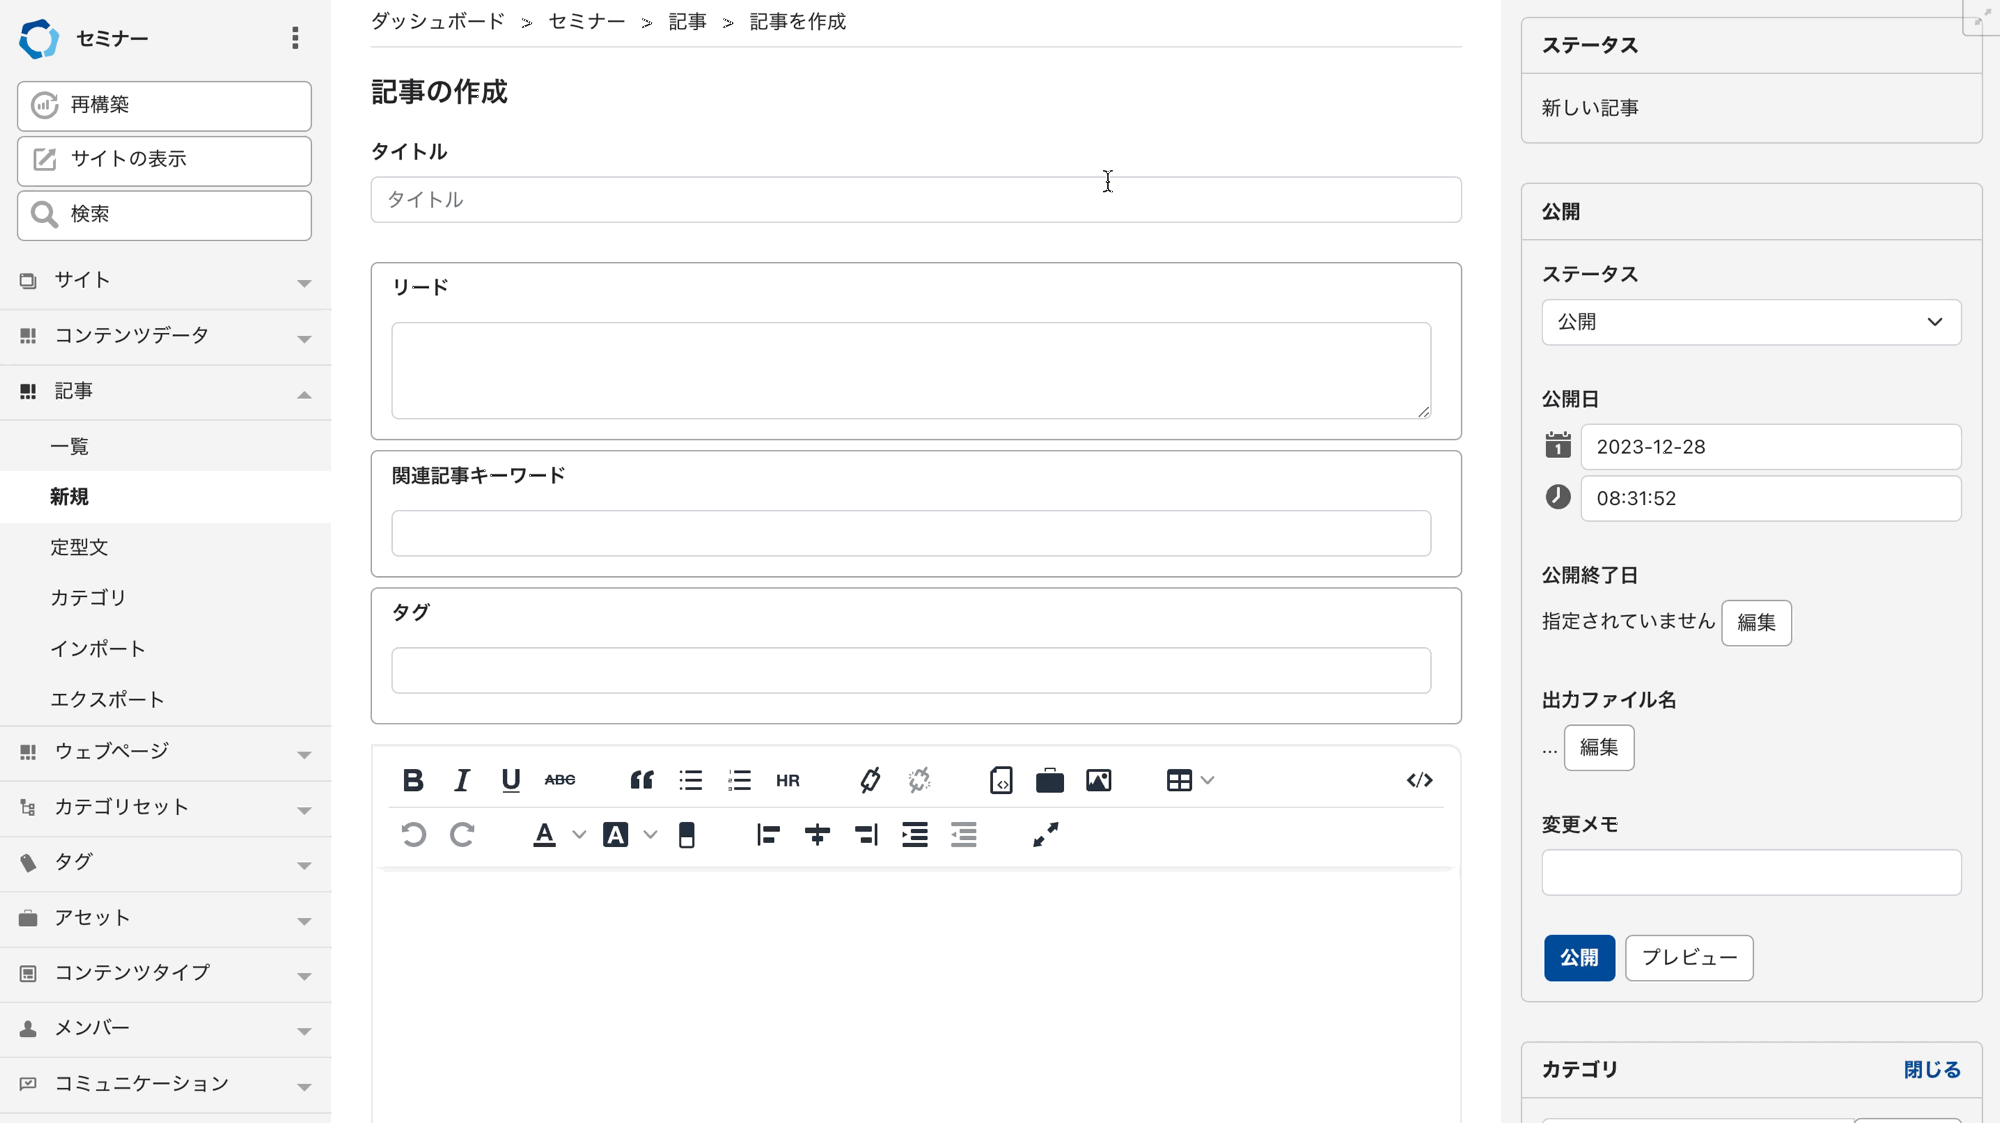 セミナー
再構築
サイトの表示
検索
サイト
コンテンツデータ
記事
一覧
新規
定型文
カテゴリ
インポート
エクスポート
ウェブページ
カテゴリセット
タグ
アセット
コンテンツタイプ
メンバー
コミュニケーション
ダッシュボード > セミナー > 記事 > 記事を作成
記事の作成
タイトル
タイトル
リード
関連記事キーワード
タグ
B I U ABC HR </>
A A
ステータス
新しい記事
公開
ステータス
公開
公開日
1 2023-12-28
08:31:52
公開終了日
指定されていません 編集
出力ファイル名
... 編集
変更メモ
公開 プレビュー
カテゴリ 閉じる